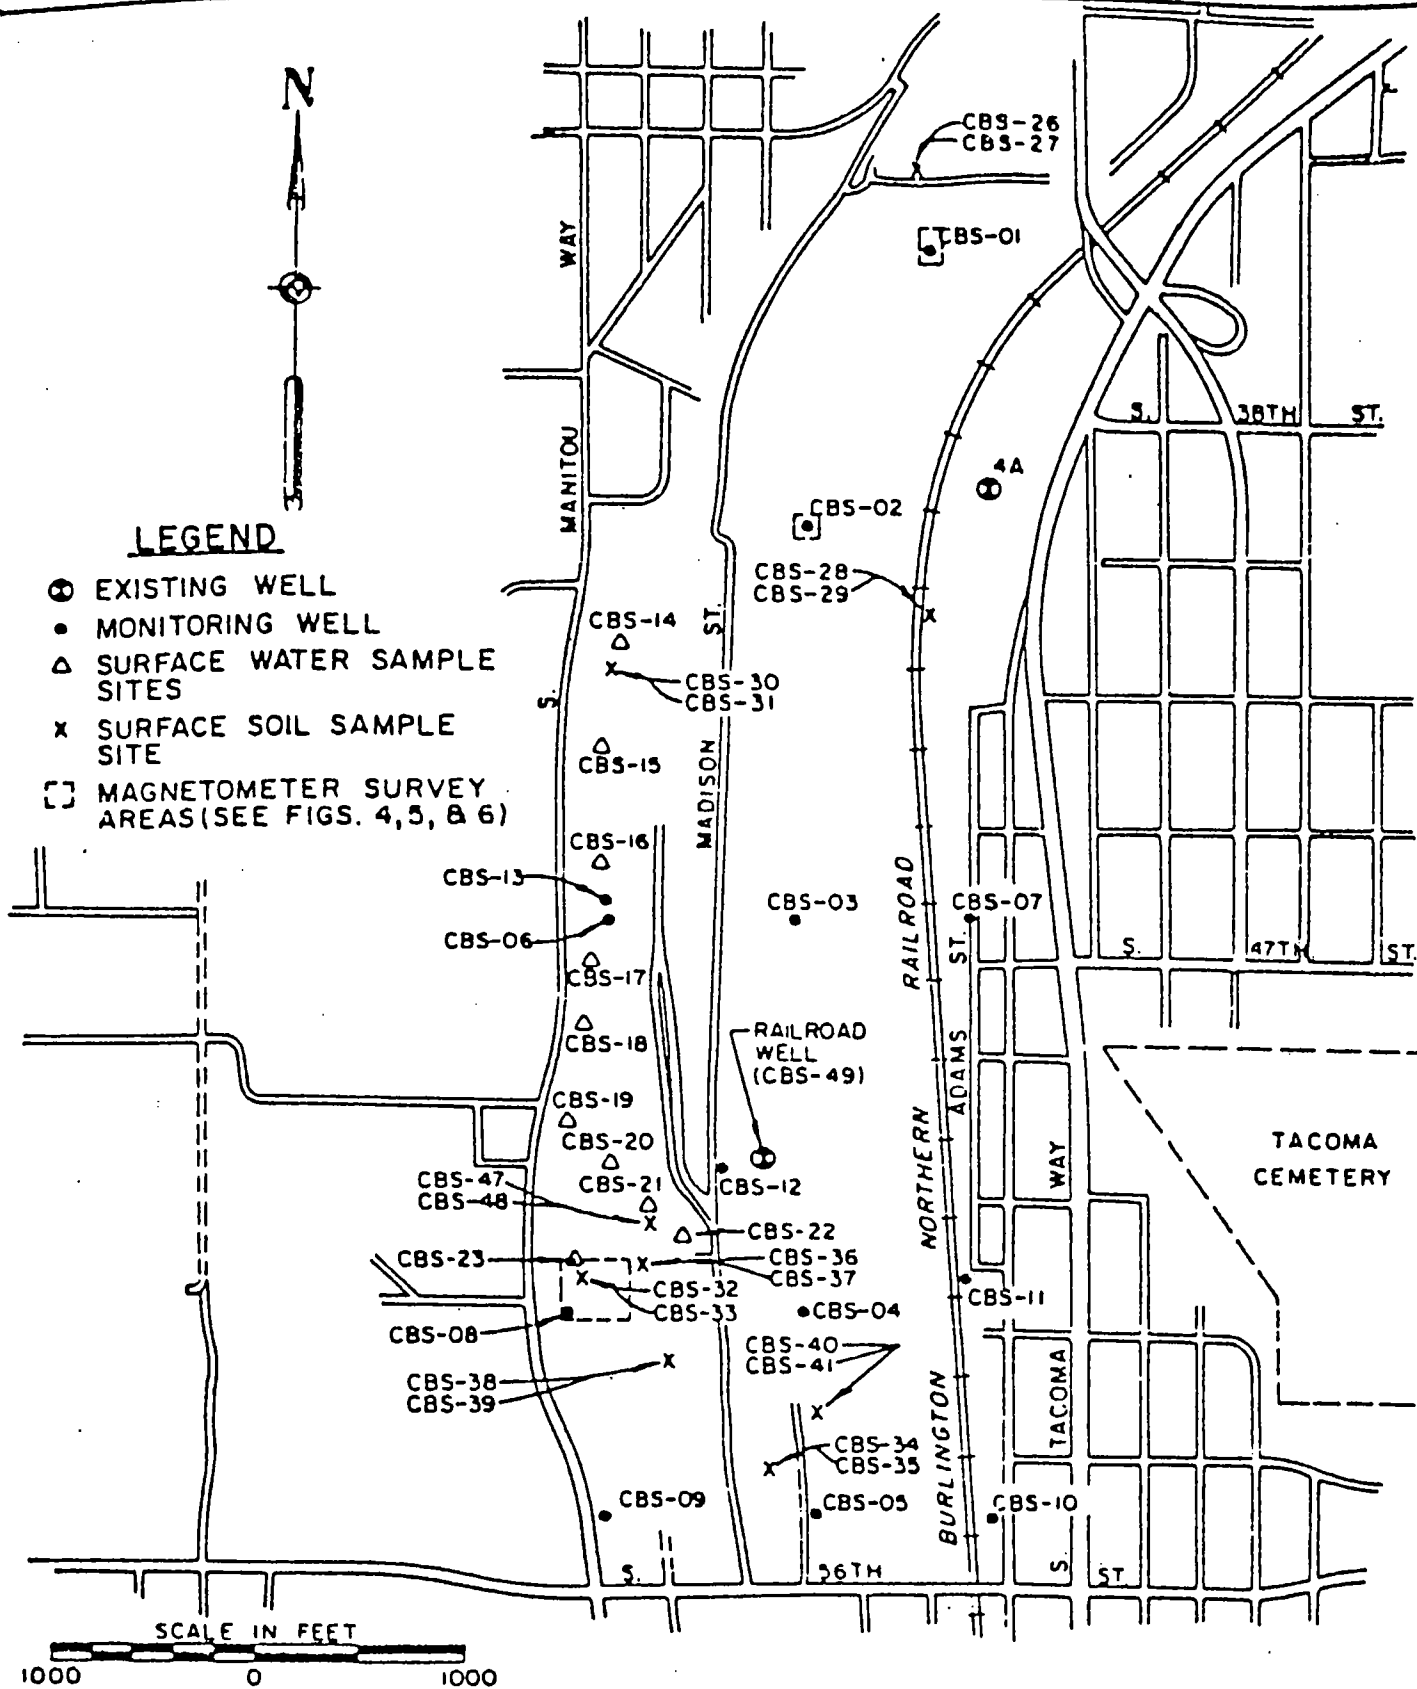 N
CBS-26
CBS-27
CBS-01
WAY
S. 38TH ST.
MANITOU
4A
CBS-02
LEGEND
EXISTING WELL
MONITORING WELL
SURFACE WATER SAMPLE
SITES
SURFACE SOIL SAMPLE
SITE
MAGNETOMETER SURVEY
AREAS (SEE FIGS. 4, 5, & 6)
CBS-28
CBS-29
CBS-14
ST.
CBS-30
CBS-31
S.
CBS-15
MADISON
CBS-16
CBS-13
CBS-06
CBS-03
RAILROAD
CBS-07
ST.
S. 47TH ST.
CBS-17
CBS-18
RAILROAD
WELL
(CBS-49)
ADAMS
CBS-19
CBS-20
NORTHERN
WAY
TACOMA
CEMETERY
CBS-47
CBS-48
CBS-21
CBS-12
CBS-22
CBS-23
CBS-36
CBS-37
CBS-32
CBS-33
CBS-11
CBS-04
CBS-08
CBS-40
CBS-41
CBS-38
CBS-39
TACOMA
BURLINGTON
CBS-34
CBS-35
CBS-09
CBS-05
CBS-10
S.
S. 56TH ST.
SCALE IN FEET
1000 0 1000